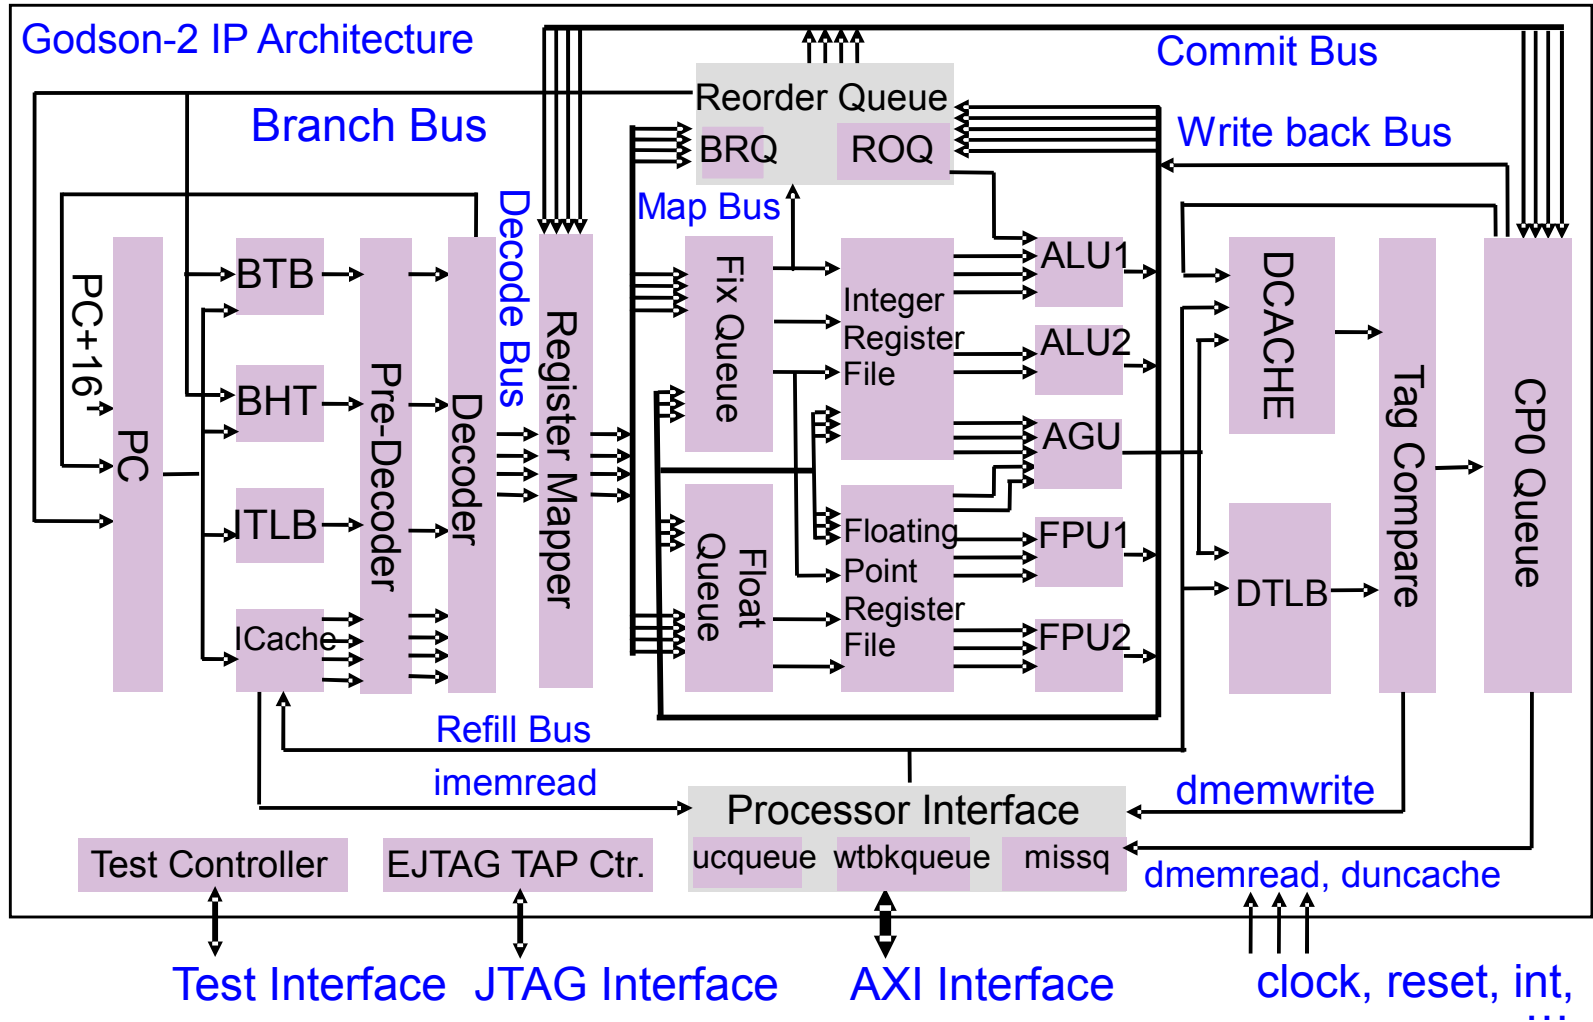 Godson-2 IP Architecture
Commit Bus
Reorder Queue
Branch Bus
Write back Bus
BRQ
ROQ
Map Bus
Decode Bus
PC+16
PC
BTB
BHT
ITLB
ICache
Pre-Decoder
Decoder
Register Mapper
Fix Queue
Float
Queue
Integer
Register
File
Floating
Point
Register
File
ALU1
ALU2
AGU
FPU1
FPU2
DCACHE
DTLB
Tag Compare
CP0 Queue
Refill Bus
imemread
dmemwrite
Processor Interface
ucqueue
wtbkqueue
missq
Test Controller
EJTAG TAP Ctr.
dmemread, duncache
Test Interface
JTAG Interface
AXI Interface
clock, reset, int,
...